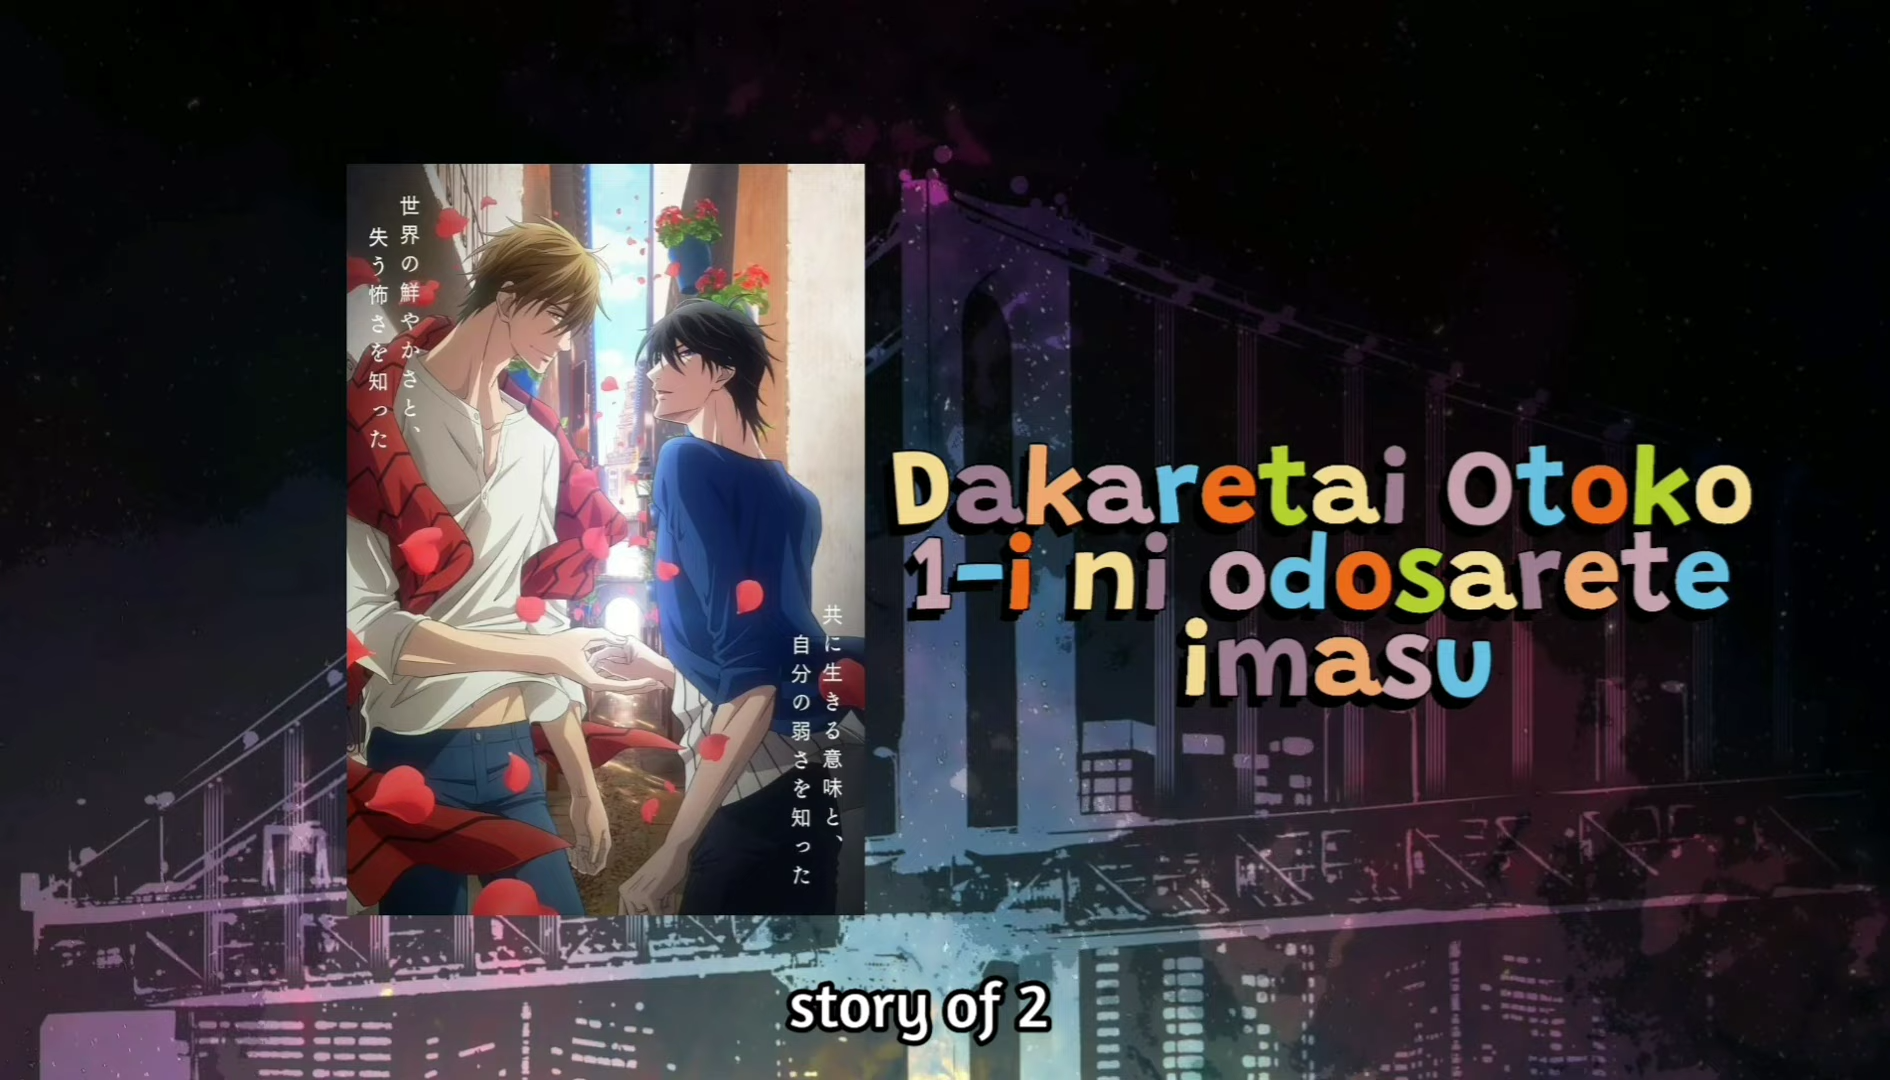 世界の鮮やかさと、
失う怖さを知った
共に生きる意味と、
自分の弱さを知った
Dakaretai Otoko
1-i ni odosarete
imasu
story of 2